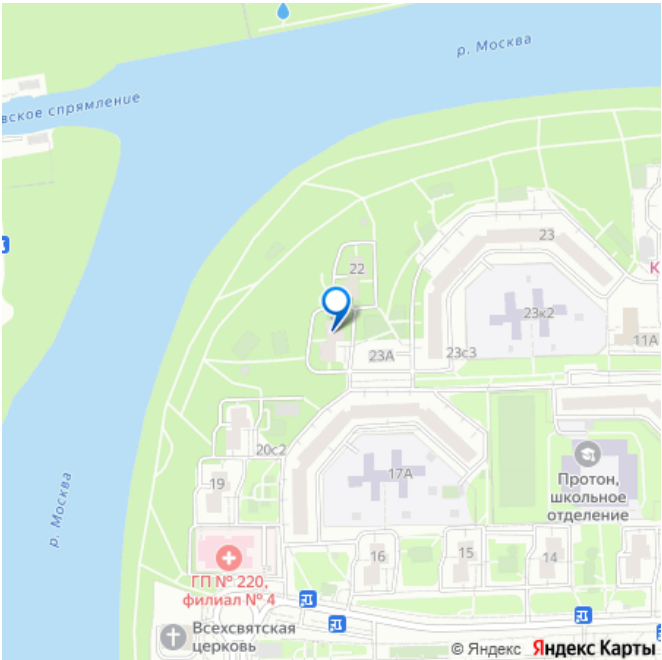 р. Москва
вское спрямление
23
22
К
23к2
11А
23А
23с3
20с2
17А
19
Протон,
школьное
отделение
16
15
14
ГП № 220,
филиал № 4
Всехсвятская
церковь
р. Москва
© Яндекс Яндекс Карты